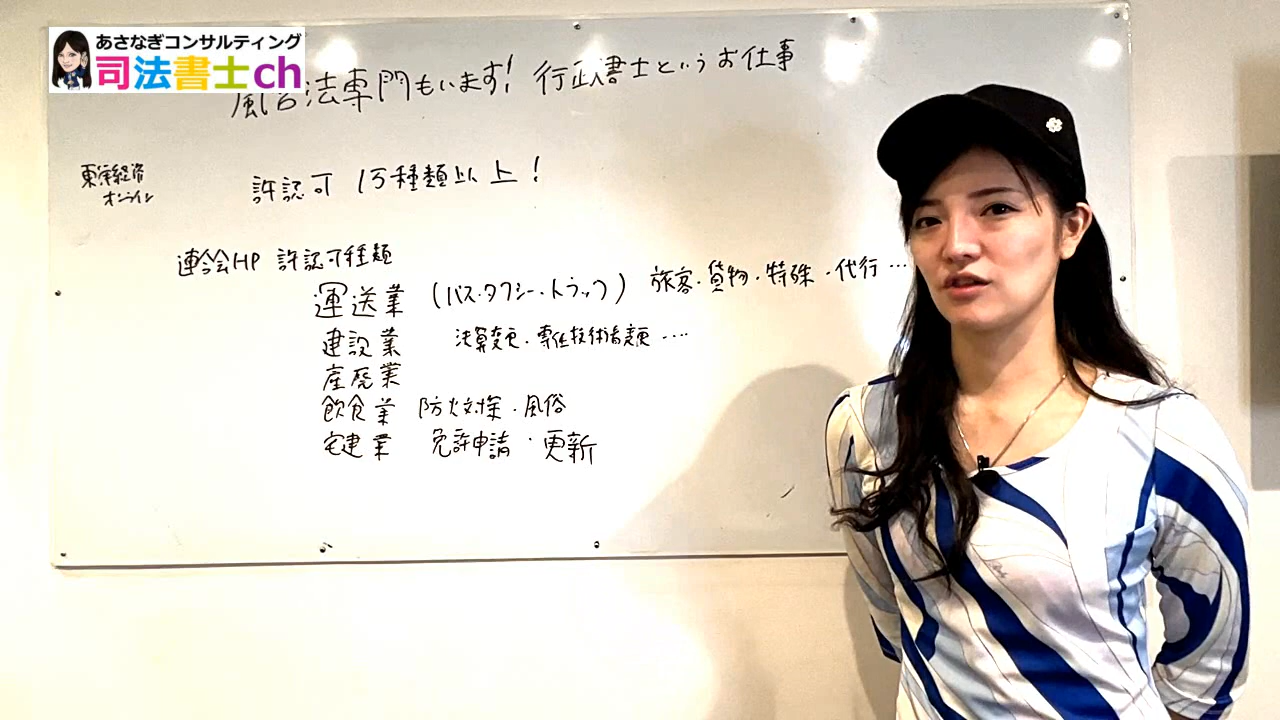 あさなぎコンサルティング
司法書士ch
風営法専門もいます! 行政書士というお仕事
東洋経済
オンライン
許認可 1万種類以上!
連合会HP 許認可種類
運送業 (バス・タクシー・トラック) 旅客・貨物・特殊・代行…
建設業 決算変更・専任技術者変更….
産廃業
飲食業 防火対策・風俗
宅建業 免許申請・更新